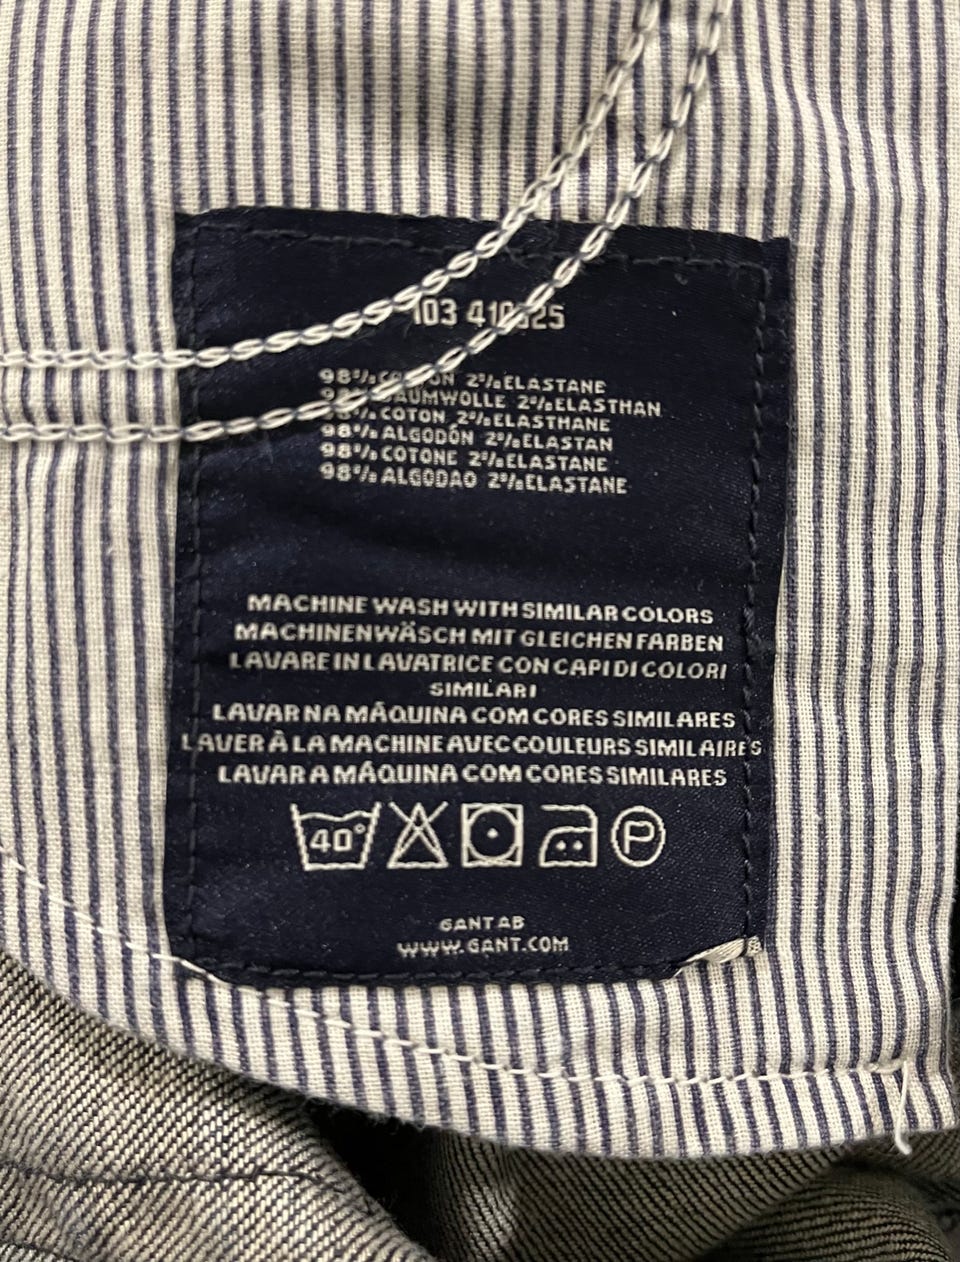 103 410525
98% COTTON 2% ELASTANE
98% BAUMWOLLE 2% ELASTHAN
98% COTON 2% ELASTHANE
98% ALGODÓN 2% ELASTAN
98% COTONE 2% ELASTANE
98% ALGODAO 2% ELASTANE
MACHINE WASH WITH SIMILAR COLORS
MACHINENWÄSCH MIT GLEICHEN FARBEN
LAVARE IN LAVATRICE CON CAPI DI COLORI
SIMILARI
LAVAR NA MÁQUINA COM CORES SIMILARES
LAVER À LA MACHINE AVEC COULEURS SIMILAIRES
LAVAR A MÁQUINA COM CORES SIMILARES
40° P
GANT AB
WWW.GANT.COM